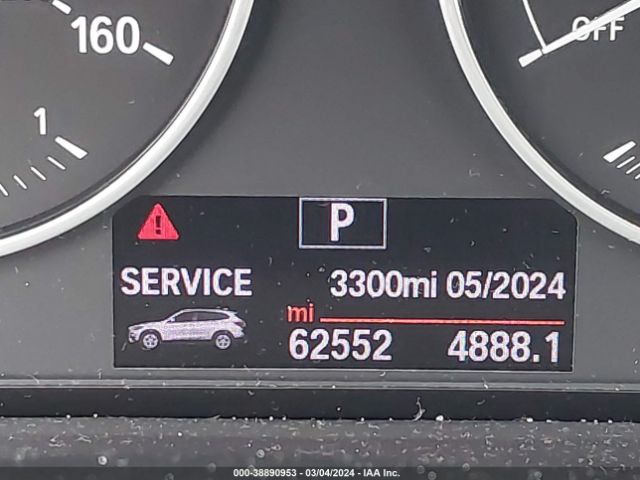 160
OFF
1
P
SERVICE
3300mi 05/2024
mi
62552 4888.1
000-38890953 - 03/04/2024 - IAA Inc.